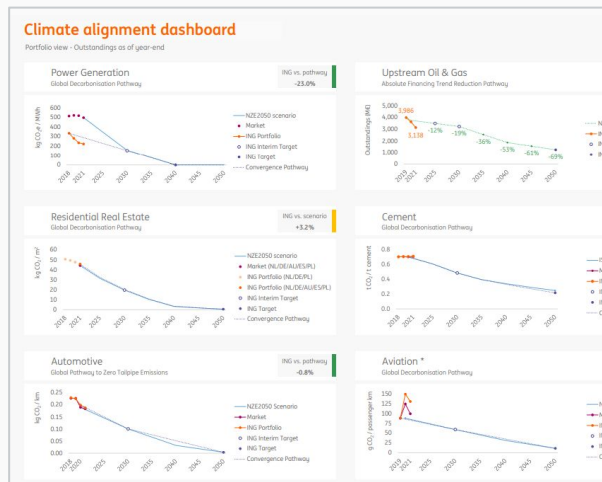 Climate alignment dashboard
Portfolio view - Outstandings as of year-end
Power Generation
Global Decarbonisation Pathway
ING vs. pathway
-23.0%
kg CO₂e / MWh
600
500
400
300
200
100
0
2018
2021
2025
2030
2035
2040
2045
2050
NZE2050 scenario
Market
ING Portfolio
ING Interim Target
ING Target
Convergence Pathway
Upstream Oil & Gas
Absolute Financing Trend Reduction Pathway
Outstandings (M€)
5,000
4,000
3,000
2,000
1,000
0
3,986
3,138
-12%
-19%
-36%
-53%
-61%
-69%
2019
2021
2025
2030
2035
2040
2045
2050
Residential Real Estate
Global Decarbonisation Pathway
ING vs. scenario
+3.2%
kg CO₂ / m²
60
50
40
30
20
10
0
2018
2021
2025
2030
2035
2040
2045
2050
NZE2050 scenario
Market (NL/DE/AU/ES/PL)
ING Portfolio (NL/DE/PL)
ING Portfolio (NL/DE/AU/ES/PL)
ING Interim Target
ING Target
Convergence Pathway
Cement
Global Decarbonisation Pathway
t CO₂ / t cement
0.8
0.6
0.4
0.2
0.0
2018
2021
2025
2030
2035
2040
2045
2050
Automotive
Global Pathway to Zero Tailpipe Emissions
ING vs. pathway
-0.8%
kg CO₂ / km
0.25
0.20
0.15
0.10
0.05
0.00
2018
2020
2025
2030
2035
2040
2045
2050
NZE2050 Scenario
Market
ING Portfolio
ING Interim Target
ING Target
Convergence Pathway
Aviation *
Global Decarbonisation Pathway
g CO₂ / passenger km
150
125
100
75
50
25
0
2019
2021
2025
2030
2035
2040
2045
2050